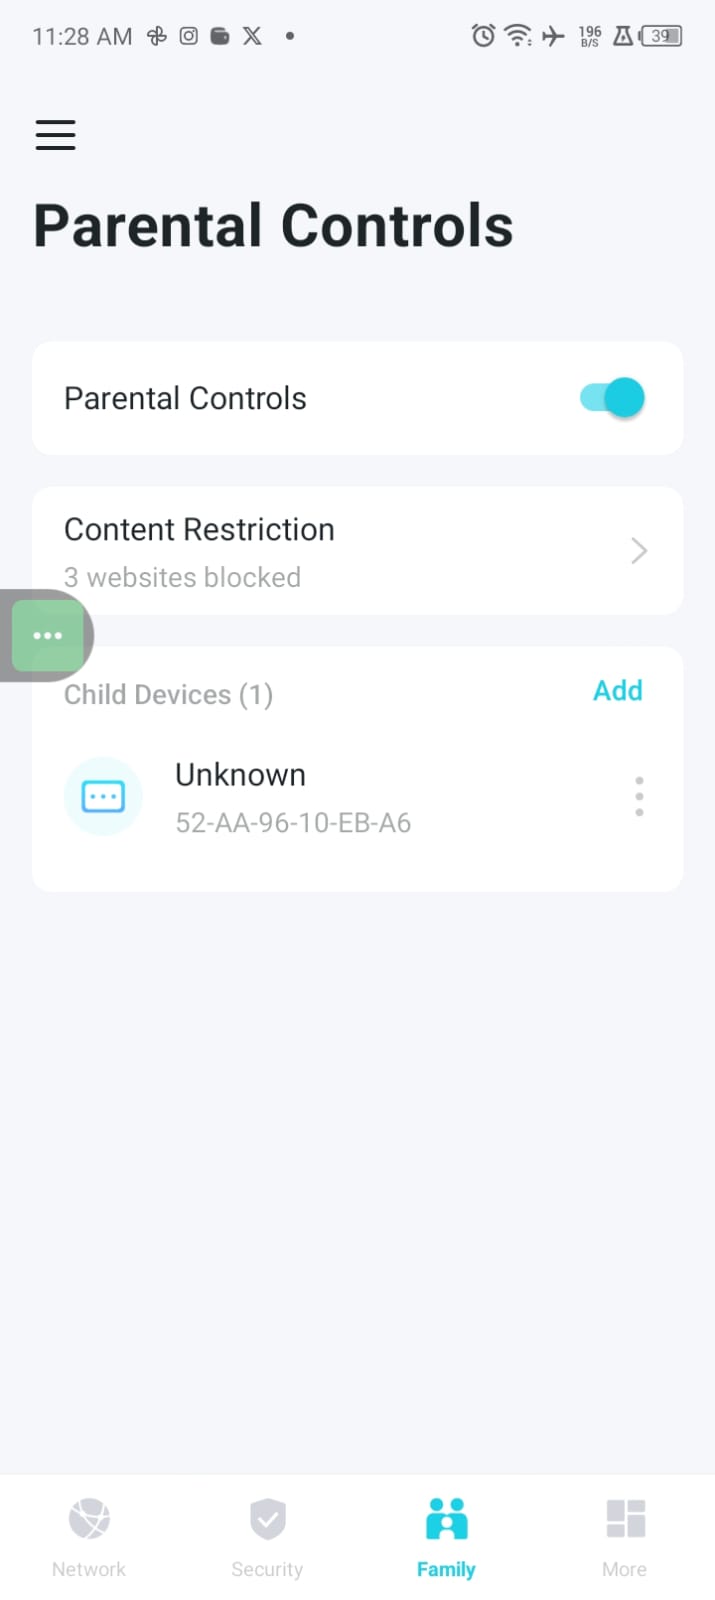 11:28 AM
196
B/S
39
Parental Controls
Parental Controls
Content Restriction
3 websites blocked
Child Devices (1)
Add
Unknown
52-AA-96-10-EB-A6
Network
Security
Family
More